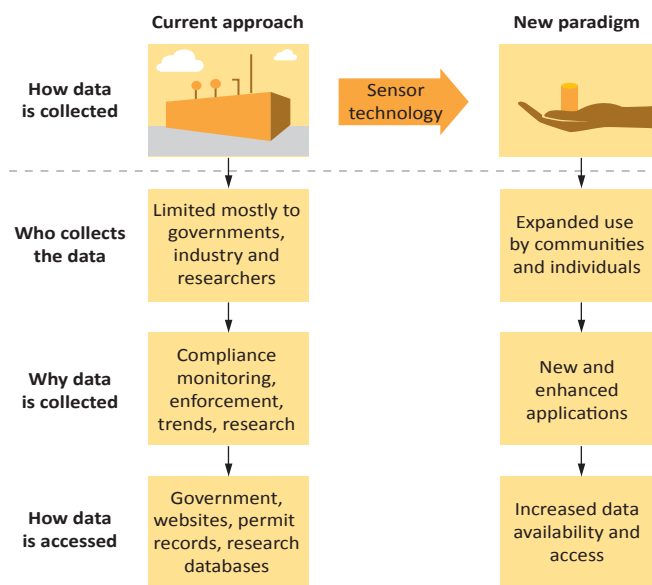 Current approach
New paradigm
How data
is collected
Sensor
technology
Who collects
the data
Limited mostly to
governments,
industry and
researchers
Expanded use
by communities
and individuals
Why data
is collected
Compliance
monitoring,
enforcement,
trends, research
New and
enhanced
applications
How data
is accessed
Government,
websites, permit
records, research
databases
Increased data
availability and
access